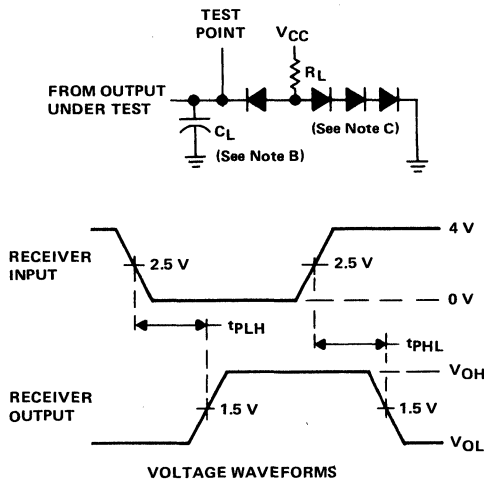 TEST
POINT
VCC
RL
FROM OUTPUT
UNDER TEST
CL
(See Note B)
(See Note C)
4 V
RECEIVER
INPUT
2.5 V
2.5 V
0 V
tPLH
tPHL
VOH
RECEIVER
OUTPUT
1.5 V
1.5 V
VOL
VOLTAGE WAVEFORMS